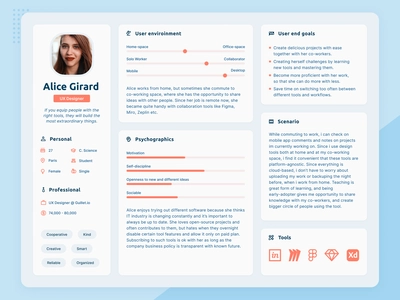 Alice Girard
UX Designer
If you equip people with the
right tools, they will build the
most extraordinary things.
Personal
27
C. Science
Paris
Student
Female
Single
Professional
UX Designer @ Outlet io
76,000 - 80,000
Cooperative
Kind
Creative
Smart
Reliable
Organized
User environment
Home-space
Office-space
Solo Worker
Collaborator
Mobile
Desktop
Alice works from home, but sometimes she commute to
co-working space, where she has the opportunity to share
ideas with other people. Since her job is remote now, she
became quite handy with collaboration tools like Figma,
Miro, Zeplin etc.
Psychographics
Motivation
Self-discipline
Openness to new and different ideas
Sociable
Alice enjoys trying out different software because she thinks
IT industry is changing constantly and it's important to
always be up to date. She loves open-source projects and
often contributes to them, but hates when they overnight
disable certain tool features and allow it only on paid plan.
Subscribing to such tools is ok with her as long as the
company business policy is transparent with known future.
User end goals
Create delicious projects with ease
together with her co-workers.
Creating herself challenges by learning
new tools and mastering them.
Become more proficient with her work,
so that she can do more with less.
Save time on switching too often between
different tools and workflows.
Scenario
While commuting to work, I can check on
mobile app comments and notes on projects
I'm currently working on. Since I use design
tools both at home and at my co-working
space, I find it convenient that these tools are
platform-agnostic. Since everything is
cloud-based, I don't have to worry about
uploading my work or backpaging the night
before, when I work from home. Teaching is
great form of learning, and being
early-adopter gives me opportunity to share
knowledge with my co-workers, and create
bigger circle of people using the tool.
Tools
in
Xd